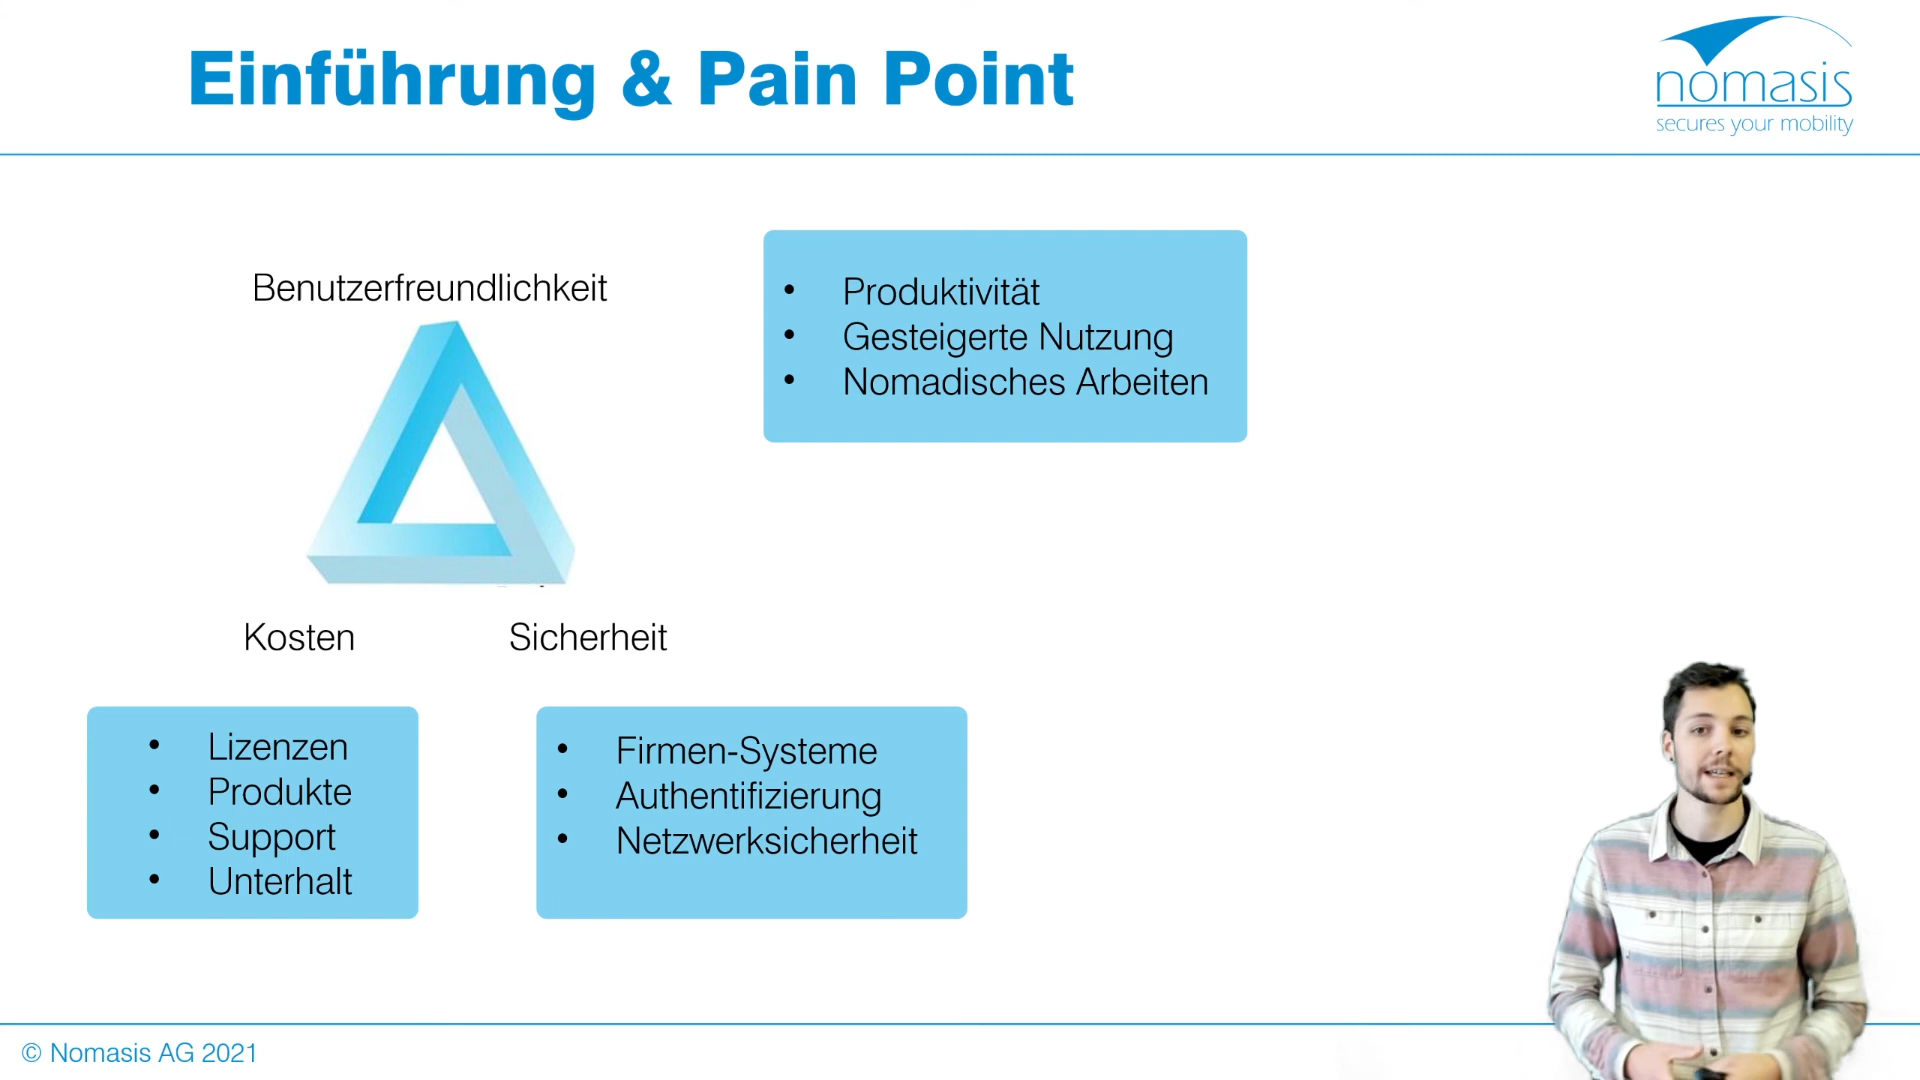 Einführung & Pain Point
nomasis
secures your mobility
Benutzerfreundlichkeit
• Produktivität
• Gesteigerte Nutzung
• Nomadisches Arbeiten
Kosten
Sicherheit
• Lizenzen
• Produkte
• Support
• Unterhalt
• Firmen-Systeme
• Authentifizierung
• Netzwerksicherheit
© Nomasis AG 2021